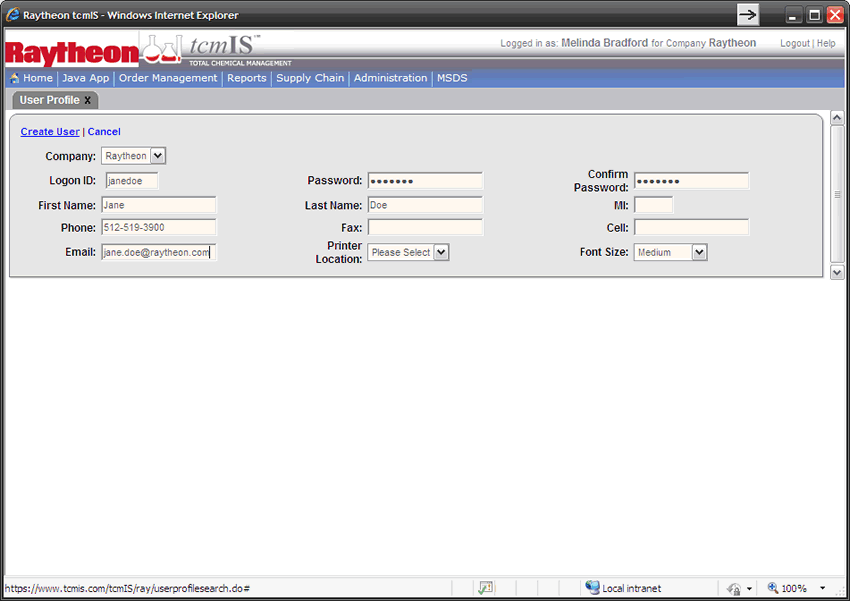 Raytheon tcmIS - Windows Internet Explorer
Raytheon tcmIS™ TOTAL CHEMICAL MANAGEMENT
Logged in as: Melinda Bradford for Company Raytheon Logout | Help
Home | Java App | Order Management | Reports | Supply Chain | Administration | MSDS
User Profile X
Create User | Cancel
Company: Raytheon
Logon ID: janedoe Password: ••••••• Confirm Password: •••••••
First Name: Jane Last Name: Doe MI:
Phone: 512-519-3900 Fax: Cell:
Email: jane.doe@raytheon.com Printer Location: Please Select Font Size: Medium
https://www.tcmis.com/tcmIS/ray/userprofilesearch.do# Local intranet 100%